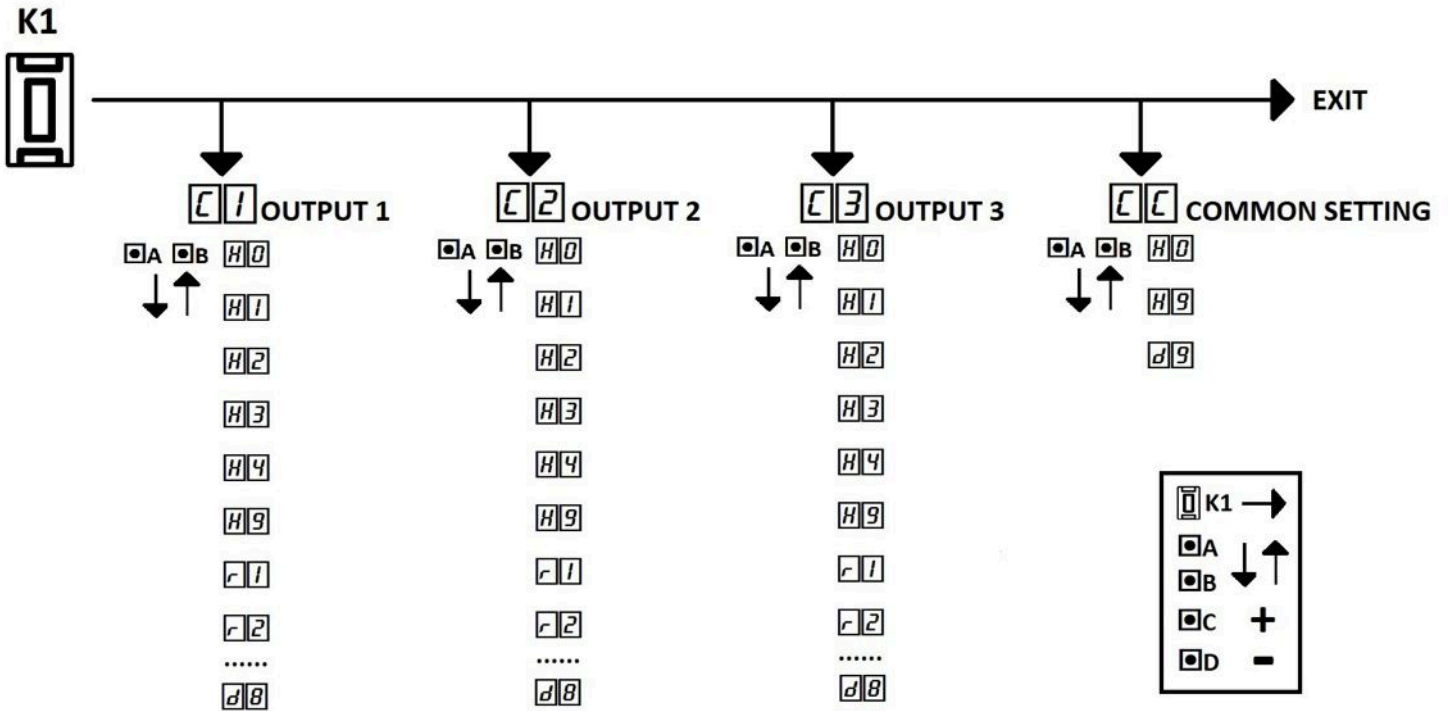 K1
EXIT
C1 OUTPUT 1
C2 OUTPUT 2
C3 OUTPUT 3
CC COMMON SETTING
A B H0
A B H0
A B H0
A B H0
H1
H1
H1
H9
H2
H2
H2
d9
H3
H3
H3
H4
H4
H4
H9
H9
H9
r1
r1
r1
r2
r2
r2
......
......
......
d8
d8
d8
K1
A
B
C +
D -